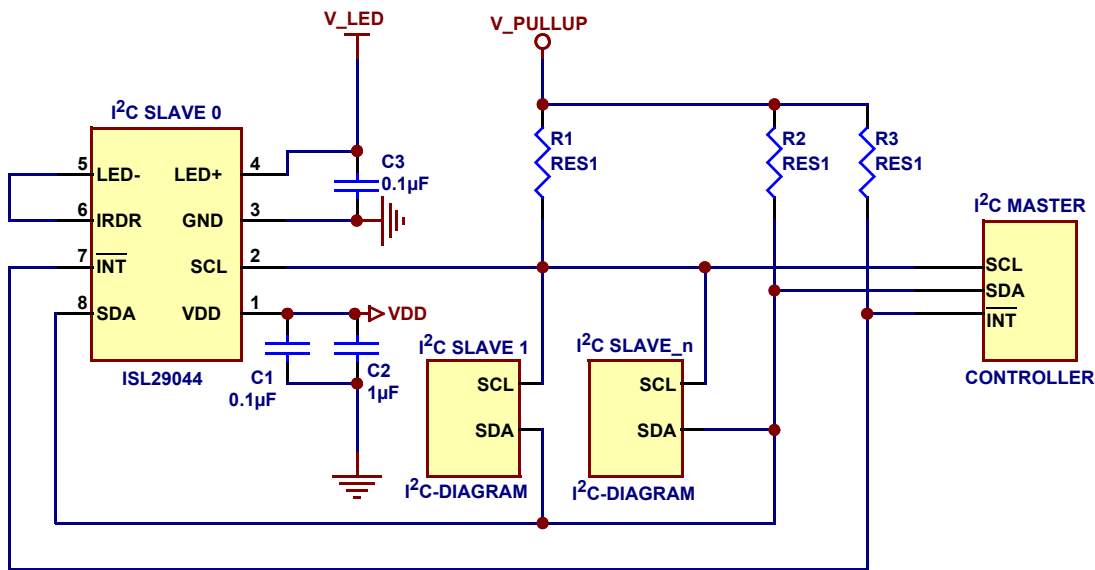 V_LED
V_PULLUP
I²C SLAVE 0
5 LED- LED+ 4
6 IRDR GND 3
7 INT SCL 2
8 SDA VDD 1
ISL29044
C3
0.1µF
VDD
C1
0.1µF
C2
1µF
R1
RES1
R2
RES1
R3
RES1
I²C SLAVE 1
SCL
SDA
I²C-DIAGRAM
I²C SLAVE_n
SCL
SDA
I²C-DIAGRAM
I²C MASTER
SCL
SDA
INT
CONTROLLER